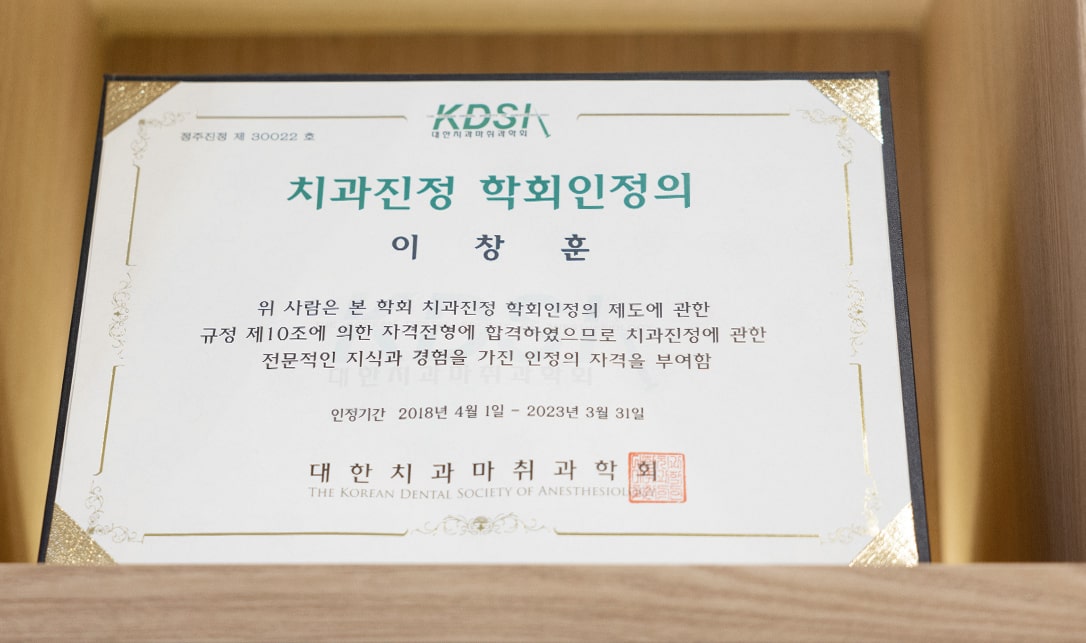 KDSA
대한치과마취과학회
정주진정 제 30022 호
치과진정 학회인정의
이 창 훈
위 사람은 본 학회 치과진정 학회인정의 제도에 관한
규정 제10조에 의한 자격전형에 합격하였으므로 치과진정에 관한
전문적인 지식과 경험을 가진 인정의 자격을 부여함
인정기간 2018년 4월 1일 - 2023년 3월 31일
대한치과마취과학회
THE KOREAN DENTAL SOCIETY OF ANESTHESIOLOGY